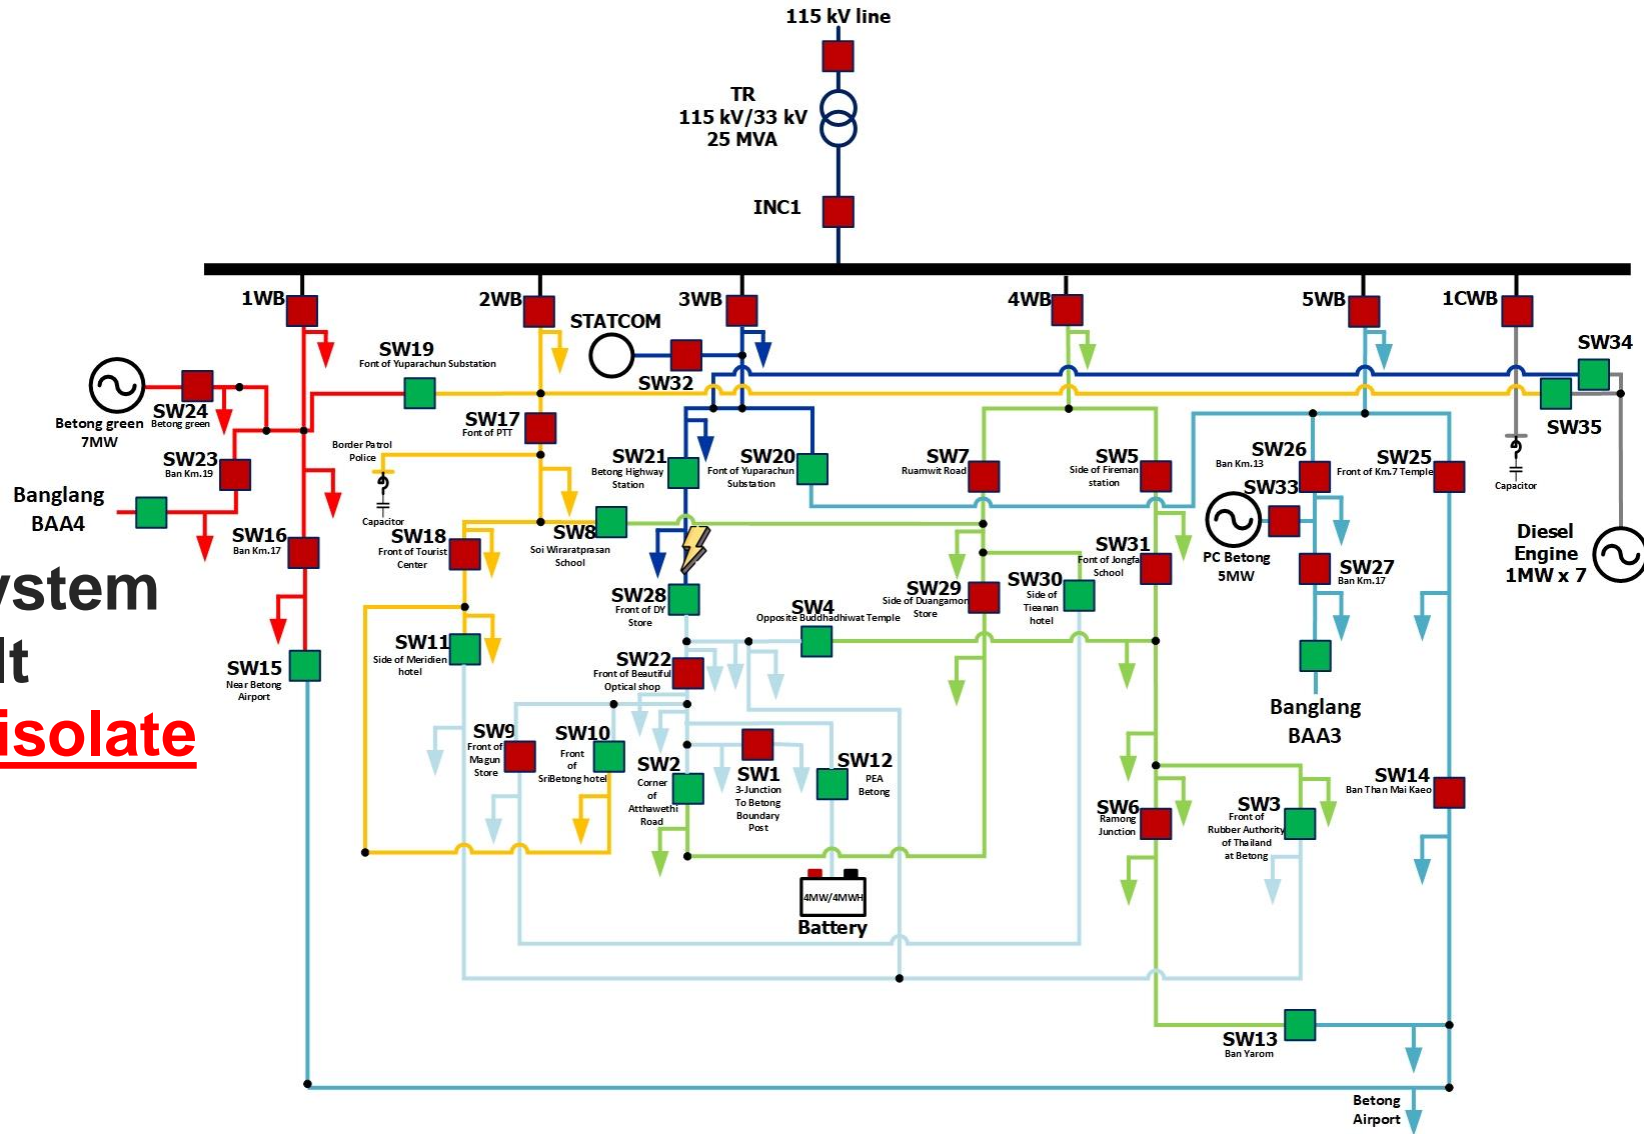 115 kV line
TR
115 kV/33 kV
25 MVA
INC1
1WB
2WB
3WB
4WB
5WB
1CWB
STATCOM
SW32
SW34
SW35
SW19
Font of Yuparachun Substation
Betong green
7MW
SW24
Betong green
SW17
Font of PTT
Border Patrol
Police
Capacitor
SW23
Ban Km.19
Banglang
BAA4
SW21
Betong Highway
Station
SW20
Font of Yuparachun
Substation
SW7
Ruamwit Road
SW5
Side of Fireman
station
SW26
Ban Km.13
SW25
Front of Km.7 Temple
SW33
PC Betong
5MW
Capacitor
Diesel
Engine
1MW x 7
SW16
Ban Km.17
SW18
Front of Tourist
Center
SW8
Soi Wiraratprasan
School
SW31
Font of Jongfa
School
SW27
Ban Km.17
SW28
Front of DY
Store
SW29
Side of Duangamon
Store
SW30
Side of
Tieanan
hotel
SW4
Opposite Buddhadhiwat Temple
ystem
lt
isolate
SW15
Near Betong
Airport
SW11
Side of Meridien
hotel
SW22
Front of Beautiful
Optical shop
Banglang
BAA3
SW9
Front of
Magun
Store
SW10
Front
of
SriBetong hotel
SW2
Corner
of
Atthawethi
Road
SW1
3-Junction
To Betong
Boundary
Post
SW12
PEA
Betong
SW6
Ramong
Junction
SW3
Front of
Rubber Authority
of Thailand
at Betong
SW14
Ban Than Mai Kaeo
4MW/4MWH
Battery
SW13
Ban Yarom
Betong
Airport